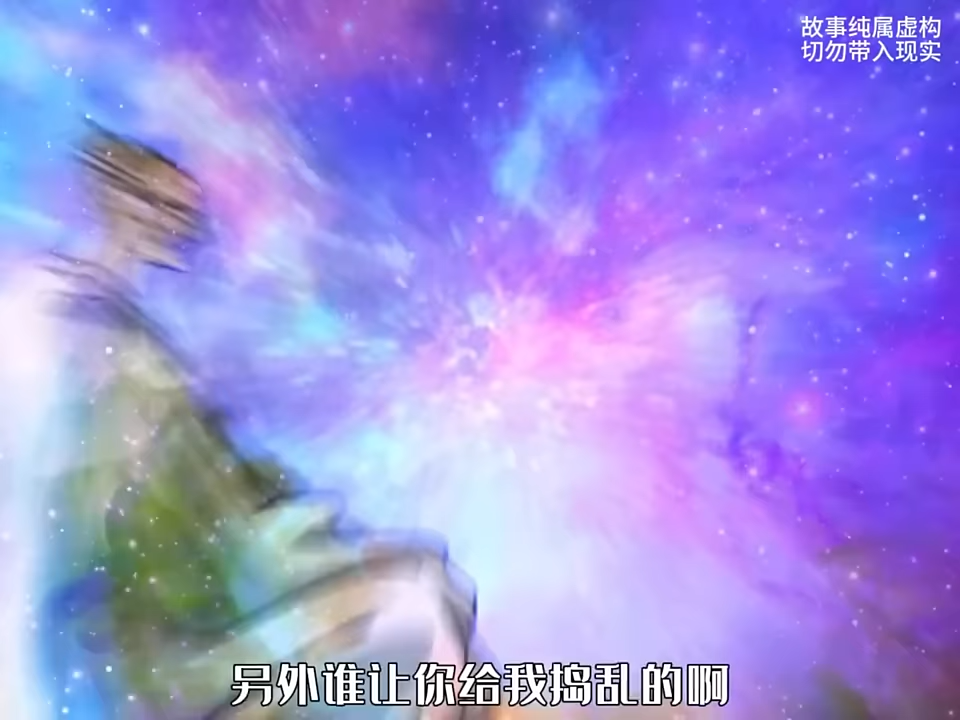 故事纯属虚构
切勿带入现实
另外谁让你给我捣乱的啊